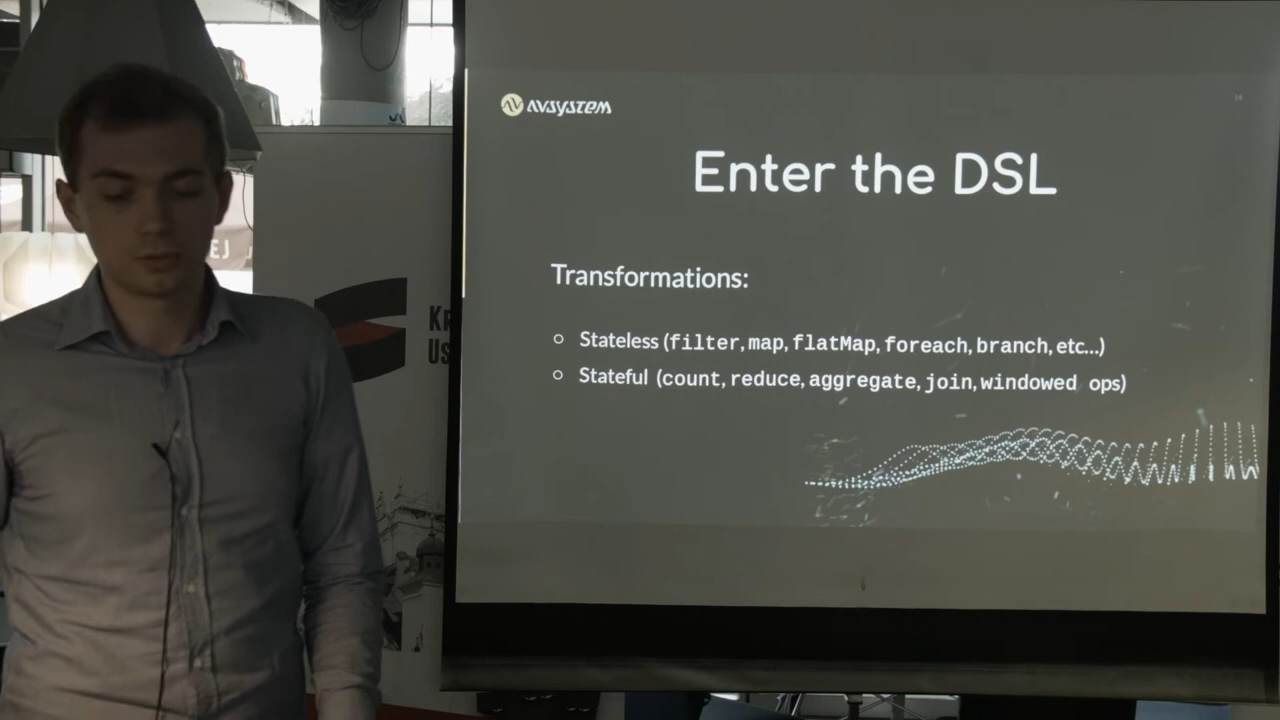 AVSYSTEM
14
Enter the DSL
Transformations:
Stateless (filter, map, flatMap, foreach, branch, etc...)
Stateful (count, reduce, aggregate, join, windowed ops)